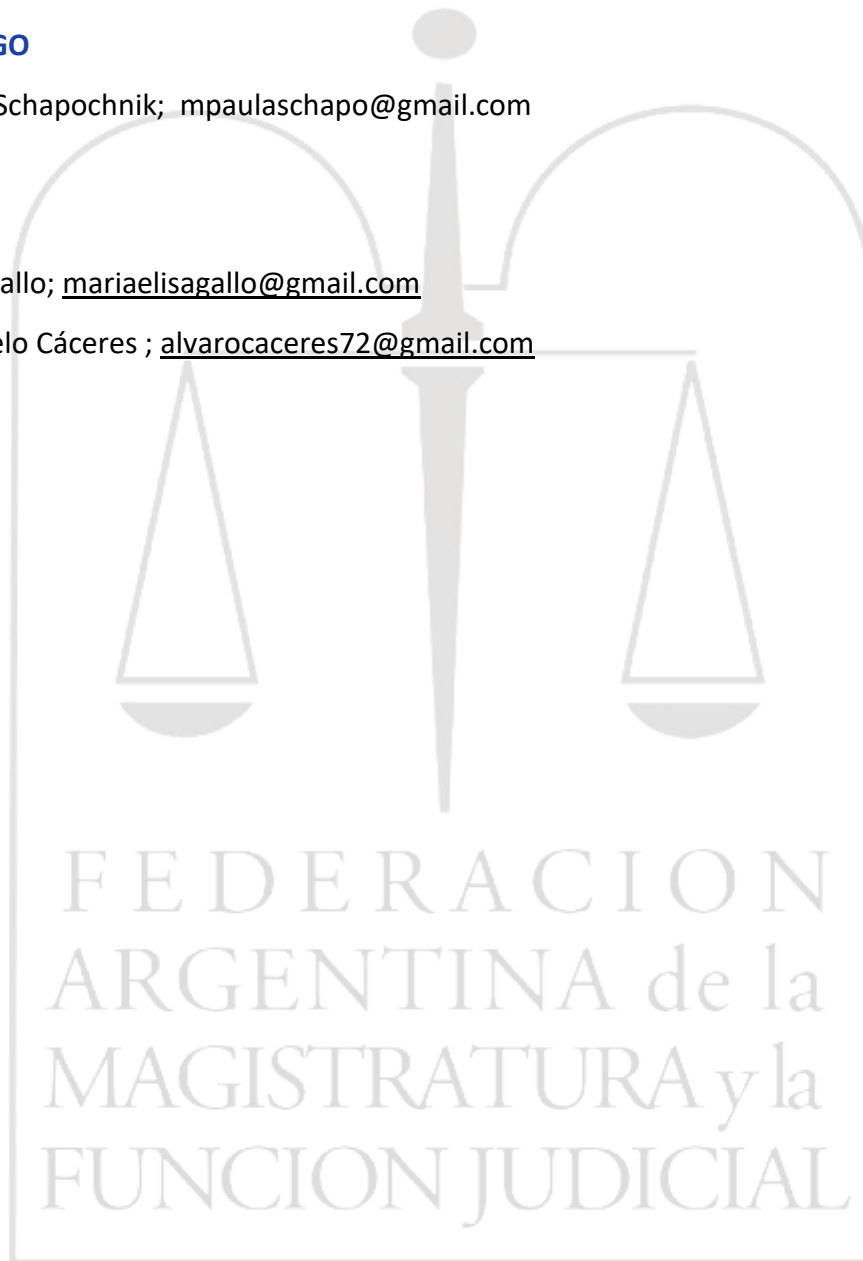 GO
Schapochnik; mpaulaschapo@gmail.com
allo; mariaelisagallo@gmail.com
elo Cáceres ; alvarocaceres72@gmail.com
FEDERACION
ARGENTINA de la
MAGISTRATURA y la
FUNCION JUDICIAL